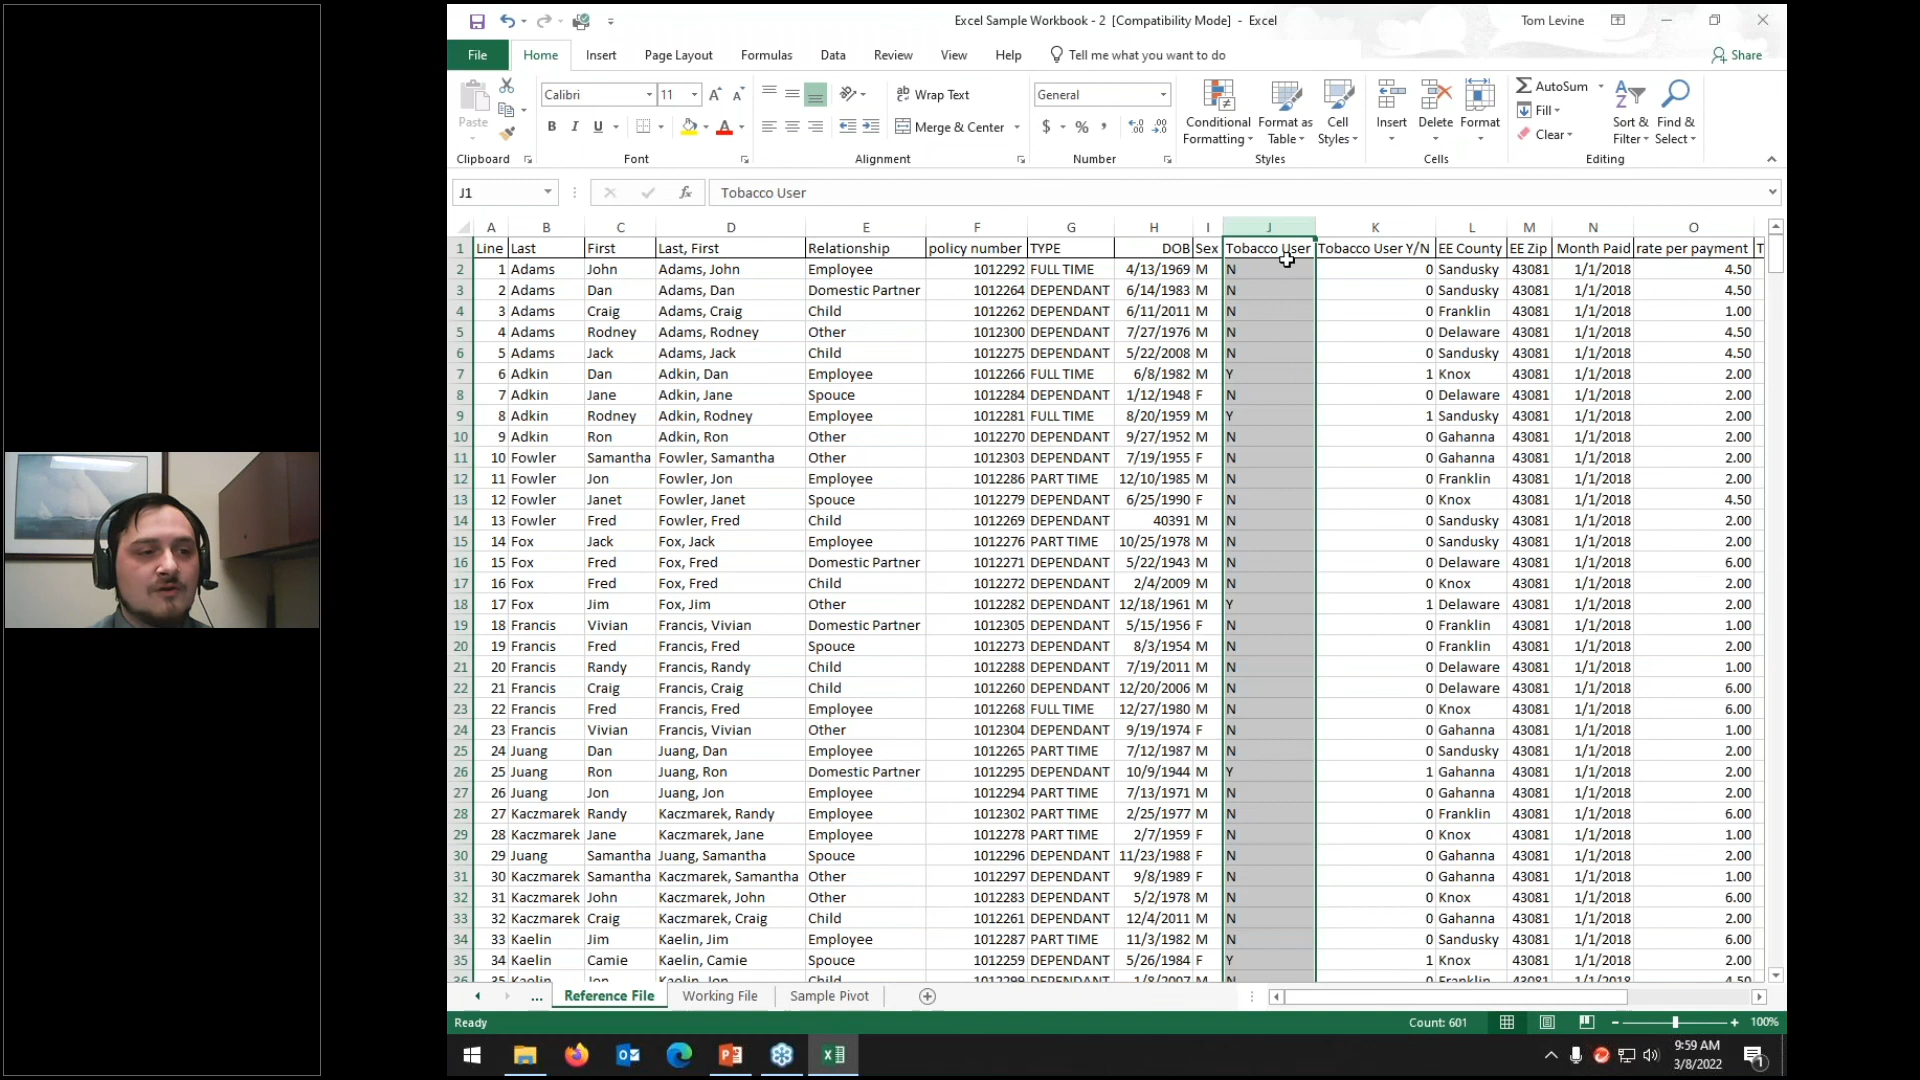 Excel Sample Workbook - 2 [Compatibility Mode] - Excel
Tom Levine
File Home Insert Page Layout Formulas Data Review View Help Tell me what you want to do Share
Paste
Clipboard
Calibri 11
B I U
Font
Wrap Text
Merge & Center
Alignment
General
$ % ,
Number
Conditional Formatting
Format as Table
Cell Styles
Styles
Insert Delete Format
Cells
AutoSum
Fill
Clear
Sort & Filter
Find & Select
Editing
J1 fx Tobacco User
A B C D E F G H I J K L M N O
1 Line Last First Last, First Relationship policy number TYPE DOB Sex Tobacco User Tobacco User Y/N EE County EE Zip Month Paid rate per payment T
2 1 Adams John Adams, John Employee 1012292 FULL TIME 4/13/1969 M N 0 Sandusky 43081 1/1/2018 4.50
3 2 Adams Dan Adams, Dan Domestic Partner 1012264 DEPENDANT 6/14/1983 M N 0 Sandusky 43081 1/1/2018 4.50
4 3 Adams Craig Adams, Craig Child 1012262 DEPENDANT 6/11/2011 M N 0 Franklin 43081 1/1/2018 1.00
5 4 Adams Rodney Adams, Rodney Other 1012300 DEPENDANT 7/27/1976 M N 0 Delaware 43081 1/1/2018 4.50
6 5 Adams Jack Adams, Jack Child 1012275 DEPENDANT 5/22/2008 M N 0 Sandusky 43081 1/1/2018 4.50
7 6 Adkin Dan Adkin, Dan Employee 1012266 FULL TIME 6/8/1982 M Y 1 Knox 43081 1/1/2018 2.00
8 7 Adkin Jane Adkin, Jane Spouce 1012284 DEPENDANT 1/12/1948 F N 0 Delaware 43081 1/1/2018 2.00
9 8 Adkin Rodney Adkin, Rodney Employee 1012281 FULL TIME 8/20/1959 M Y 1 Sandusky 43081 1/1/2018 2.00
10 9 Adkin Ron Adkin, Ron Other 1012270 DEPENDANT 9/27/1952 M N 0 Gahanna 43081 1/1/2018 2.00
11 10 Fowler Samantha Fowler, Samantha Other 1012303 DEPENDANT 7/19/1955 F N 0 Gahanna 43081 1/1/2018 2.00
12 11 Fowler Jon Fowler, Jon Employee 1012286 PART TIME 12/10/1985 M N 0 Franklin 43081 1/1/2018 2.00
13 12 Fowler Janet Fowler, Janet Spouce 1012279 DEPENDANT 6/25/1990 F N 0 Knox 43081 1/1/2018 4.50
14 13 Fowler Fred Fowler, Fred Child 1012269 DEPENDANT 40391 M N 0 Sandusky 43081 1/1/2018 2.00
15 14 Fox Jack Fox, Jack Employee 1012276 PART TIME 10/25/1978 M N 0 Sandusky 43081 1/1/2018 2.00
16 15 Fox Fred Fox, Fred Domestic Partner 1012271 DEPENDANT 5/22/1943 M N 0 Delaware 43081 1/1/2018 6.00
17 16 Fox Fred Fox, Fred Child 1012272 DEPENDANT 2/4/2009 M N 0 Knox 43081 1/1/2018 2.00
18 17 Fox Jim Fox, Jim Other 1012282 DEPENDANT 12/18/1961 M Y 1 Delaware 43081 1/1/2018 2.00
19 18 Francis Vivian Francis, Vivian Domestic Partner 1012305 DEPENDANT 5/15/1956 F N 0 Franklin 43081 1/1/2018 1.00
20 19 Francis Fred Francis, Fred Spouce 1012273 DEPENDANT 8/3/1954 M N 0 Franklin 43081 1/1/2018 2.00
21 20 Francis Randy Francis, Randy Child 1012288 DEPENDANT 7/19/2011 M N 0 Delaware 43081 1/1/2018 1.00
22 21 Francis Craig Francis, Craig Child 1012260 DEPENDANT 12/20/2006 M N 0 Delaware 43081 1/1/2018 6.00
23 22 Francis Fred Francis, Fred Employee 1012268 FULL TIME 12/27/1980 M N 0 Knox 43081 1/1/2018 6.00
24 23 Francis Vivian Francis, Vivian Other 1012304 DEPENDANT 9/19/1974 F N 0 Gahanna 43081 1/1/2018 1.00
25 24 Juang Dan Juang, Dan Employee 1012265 PART TIME 7/12/1987 M N 0 Sandusky 43081 1/1/2018 2.00
26 25 Juang Ron Juang, Ron Domestic Partner 1012295 DEPENDANT 10/9/1944 M Y 1 Gahanna 43081 1/1/2018 2.00
27 26 Juang Jon Juang, Jon Employee 1012294 PART TIME 7/13/1971 M N 0 Gahanna 43081 1/1/2018 2.00
28 27 Kaczmarek Randy Kaczmarek, Randy Employee 1012302 PART TIME 2/25/1977 M N 0 Franklin 43081 1/1/2018 6.00
29 28 Kaczmarek Jane Kaczmarek, Jane Employee 1012278 PART TIME 2/7/1959 F N 0 Knox 43081 1/1/2018 1.00
30 29 Juang Samantha Juang, Samantha Spouce 1012296 DEPENDANT 11/23/1988 F N 0 Gahanna 43081 1/1/2018 2.00
31 30 Kaczmarek Samantha Kaczmarek, Samantha Other 1012297 DEPENDANT 9/8/1989 F N 0 Gahanna 43081 1/1/2018 1.00
32 31 Kaczmarek John Kaczmarek, John Other 1012283 DEPENDANT 5/2/1978 M N 0 Knox 43081 1/1/2018 6.00
33 32 Kaczmarek Craig Kaczmarek, Craig Child 1012261 DEPENDANT 12/4/2011 M N 0 Gahanna 43081 1/1/2018 2.00
34 33 Kaelin Jim Kaelin, Jim Employee 1012287 PART TIME 11/3/1982 M N 0 Sandusky 43081 1/1/2018 6.00
35 34 Kaelin Camie Kaelin, Camie Spouce 1012259 DEPENDANT 5/26/1984 F Y 1 Knox 43081 1/1/2018 2.00
36 35 Kaelin Jon Kaelin, Jon Child 1012299 DEPENDANT 1/8/2007 M N 0 Franklin 43081 1/1/2018 4.50
... Reference File Working File Sample Pivot
Ready Count: 601 100%
9:59 AM
3/8/2022